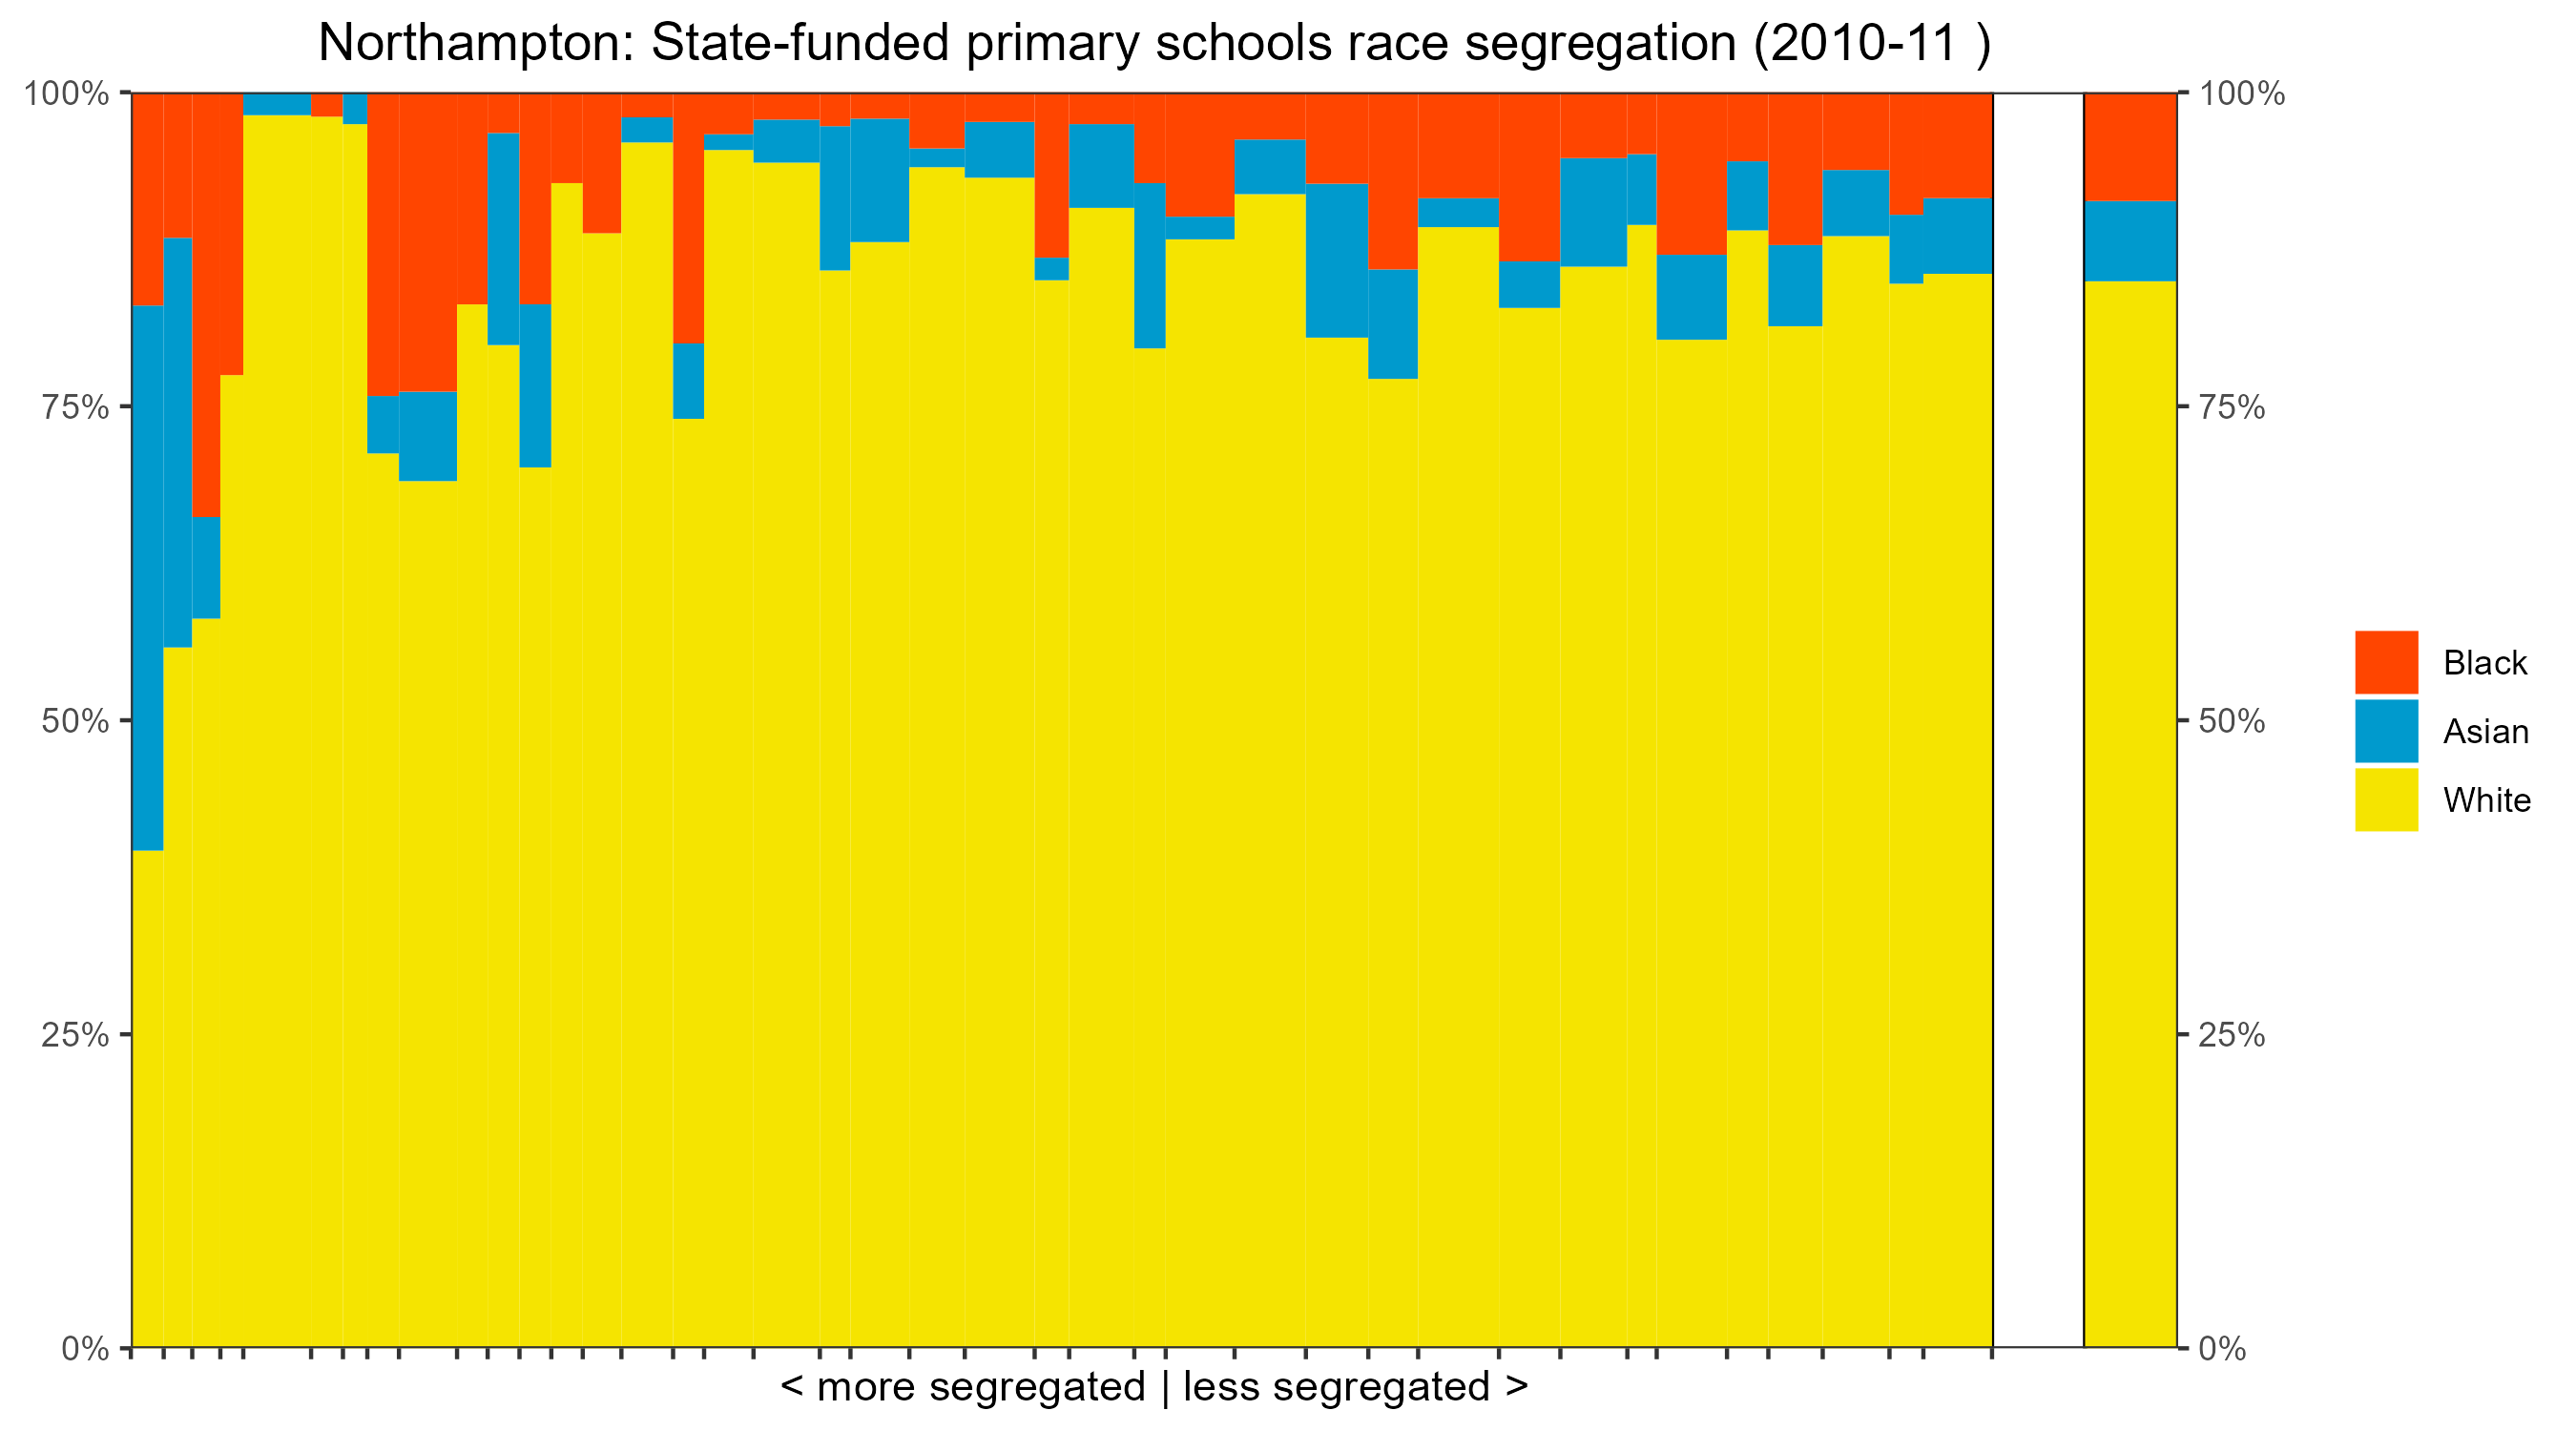 Northampton: State-funded primary schools race segregation (2010-11 )
100%
75%
50%
25%
0%
100%
75%
50%
25%
0%
Black
Asian
White
< more segregated | less segregated >